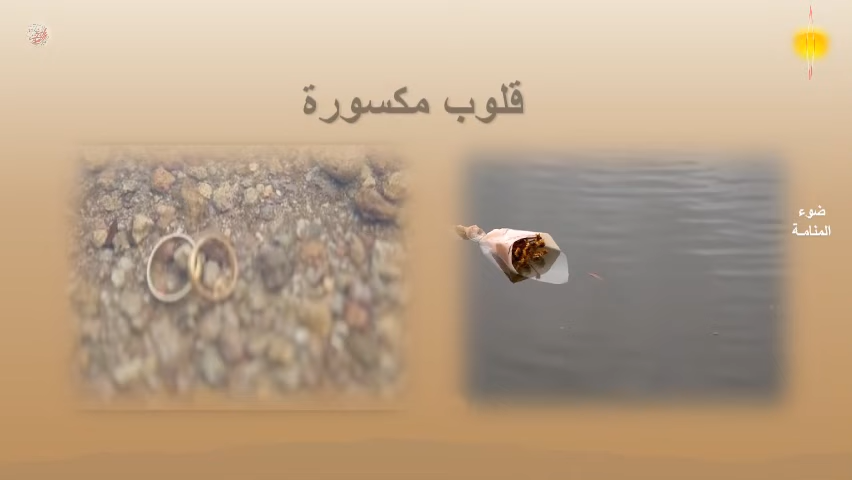 قلوب مكسورة
ضوء
المنامة